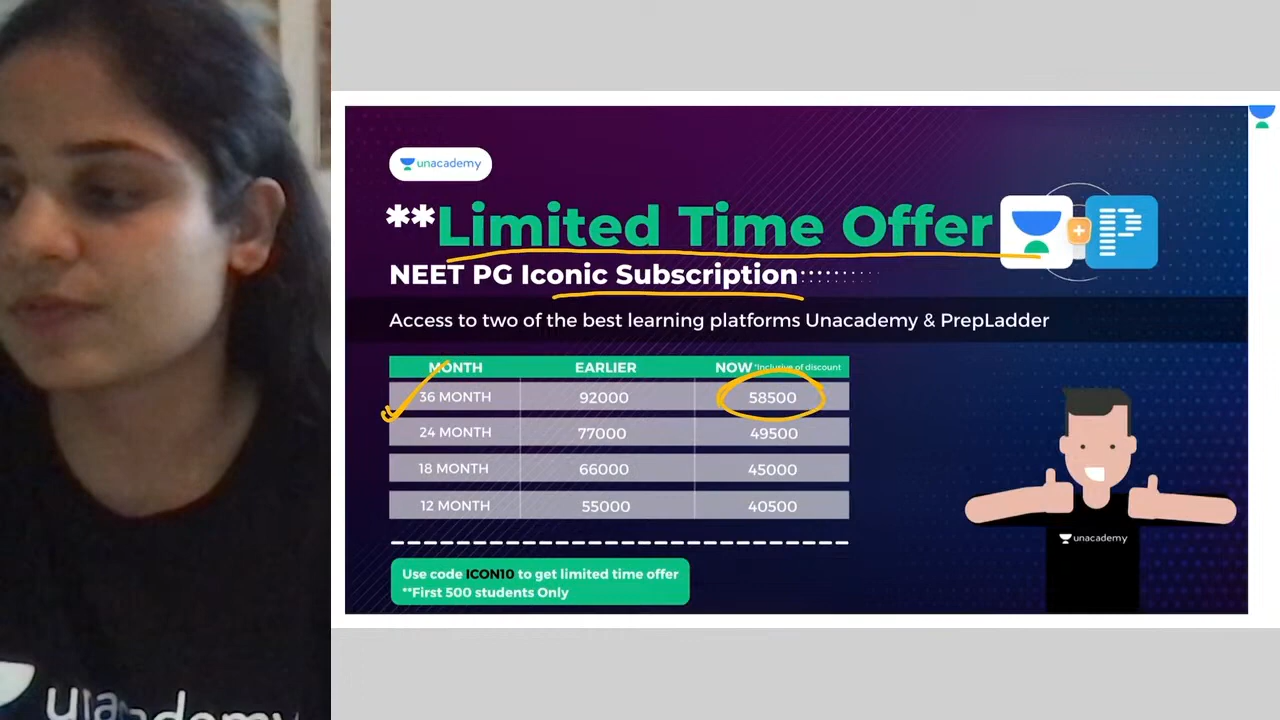 unacademy
**Limited Time Offer
NEET PG Iconic Subscription
Access to two of the best learning platforms Unacademy & PrepLadder
MONTH EARLIER NOW *Inclusive of discount
36 MONTH 92000 58500
24 MONTH 77000 49500
18 MONTH 66000 45000
12 MONTH 55000 40500
Use code ICON10 to get limited time offer
**First 500 students Only
unacademy
unacademy